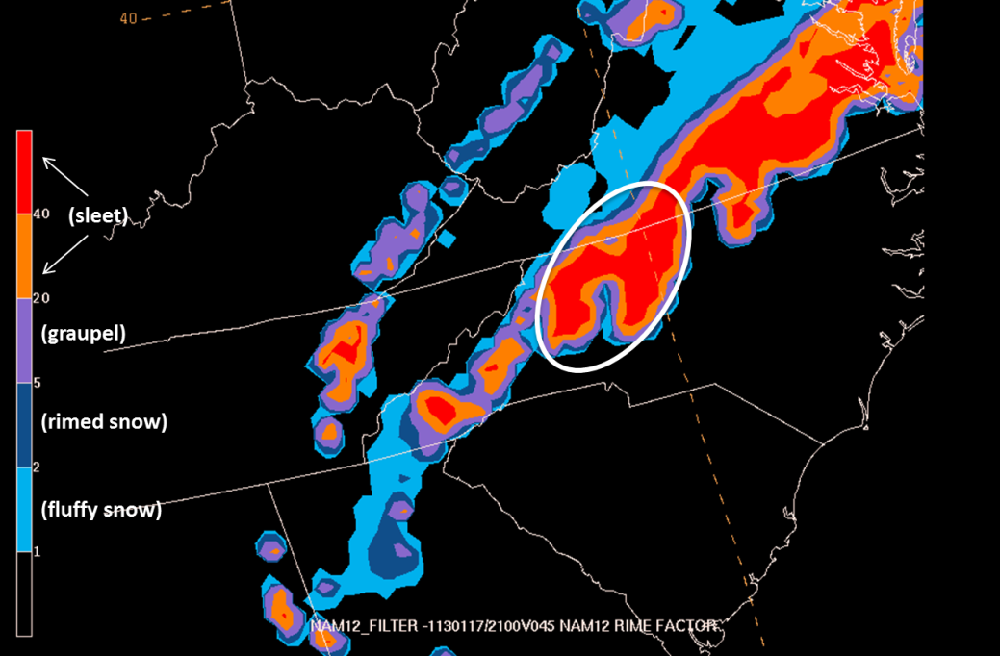 40
40
(sleet)
20
(graupel)
5
(rimed snow)
2
(fluffy snow)
1
NAM12_FILTER -1130117/2100V045 NAM12 RIME FACTOR